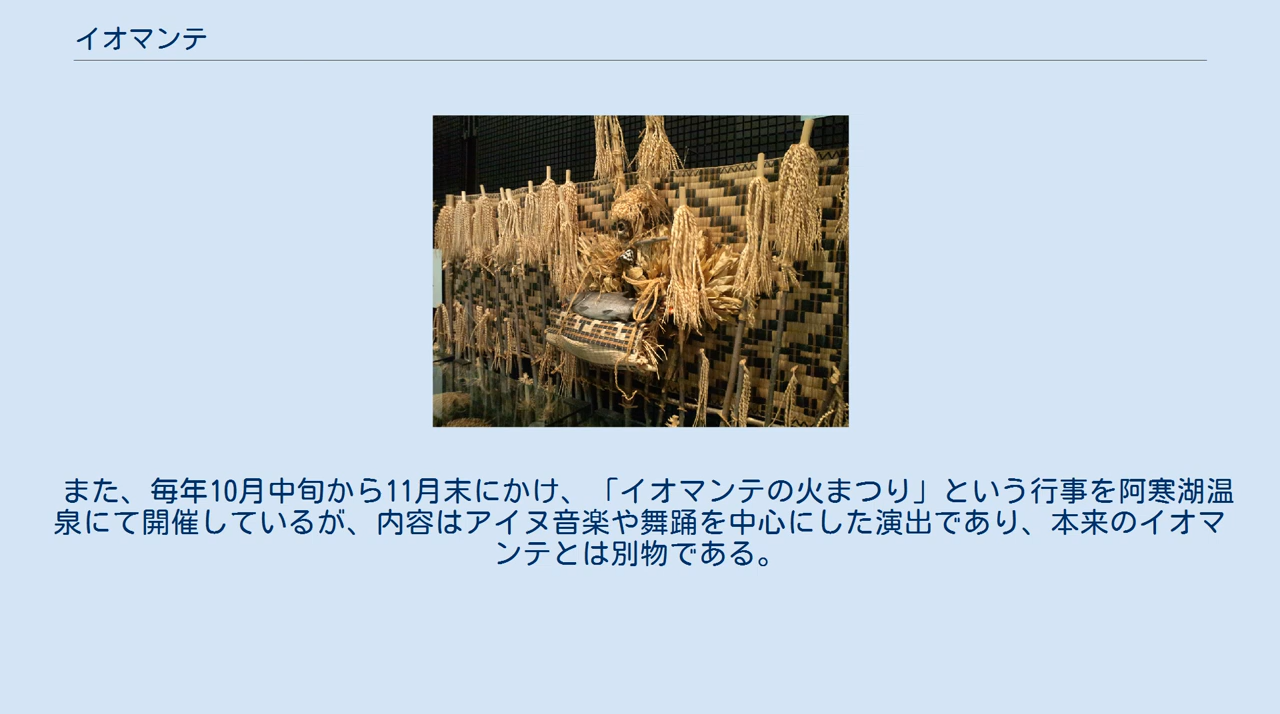 イオマンテ
また、毎年10月中旬から11月末にかけ、「イオマンテの火まつり」という行事を阿寒湖温
泉にて開催しているが、内容はアイヌ音楽や舞踊を中心にした演出であり、本来のイオマ
ンテとは別物である。